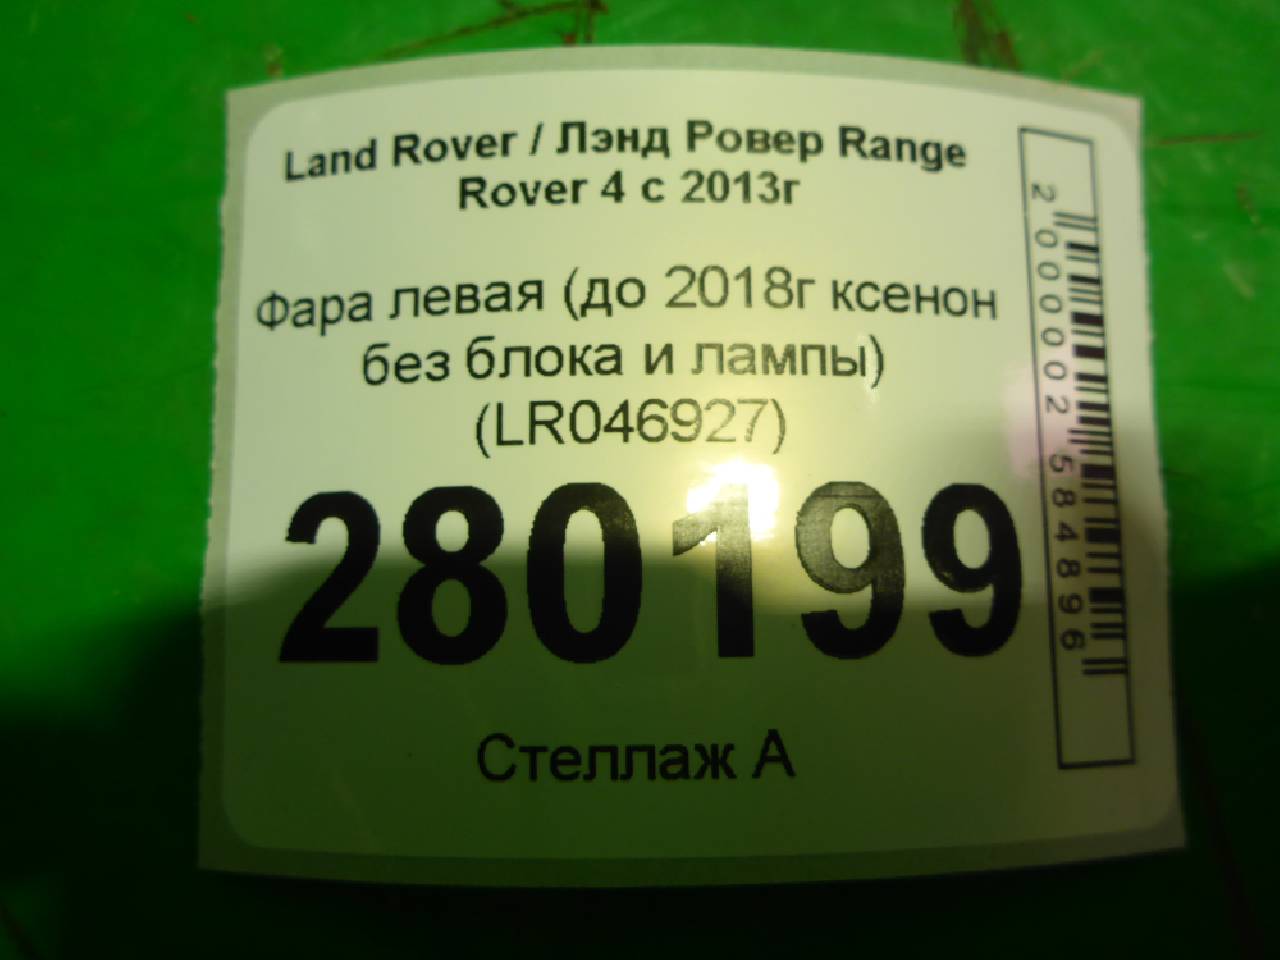 Land Rover / Лэнд Ровер Range
Rover 4 с 2013г
Фара левая (до 2018г ксенон
без блока и лампы)
(LR046927)
280199
Стеллаж А
2000002584896